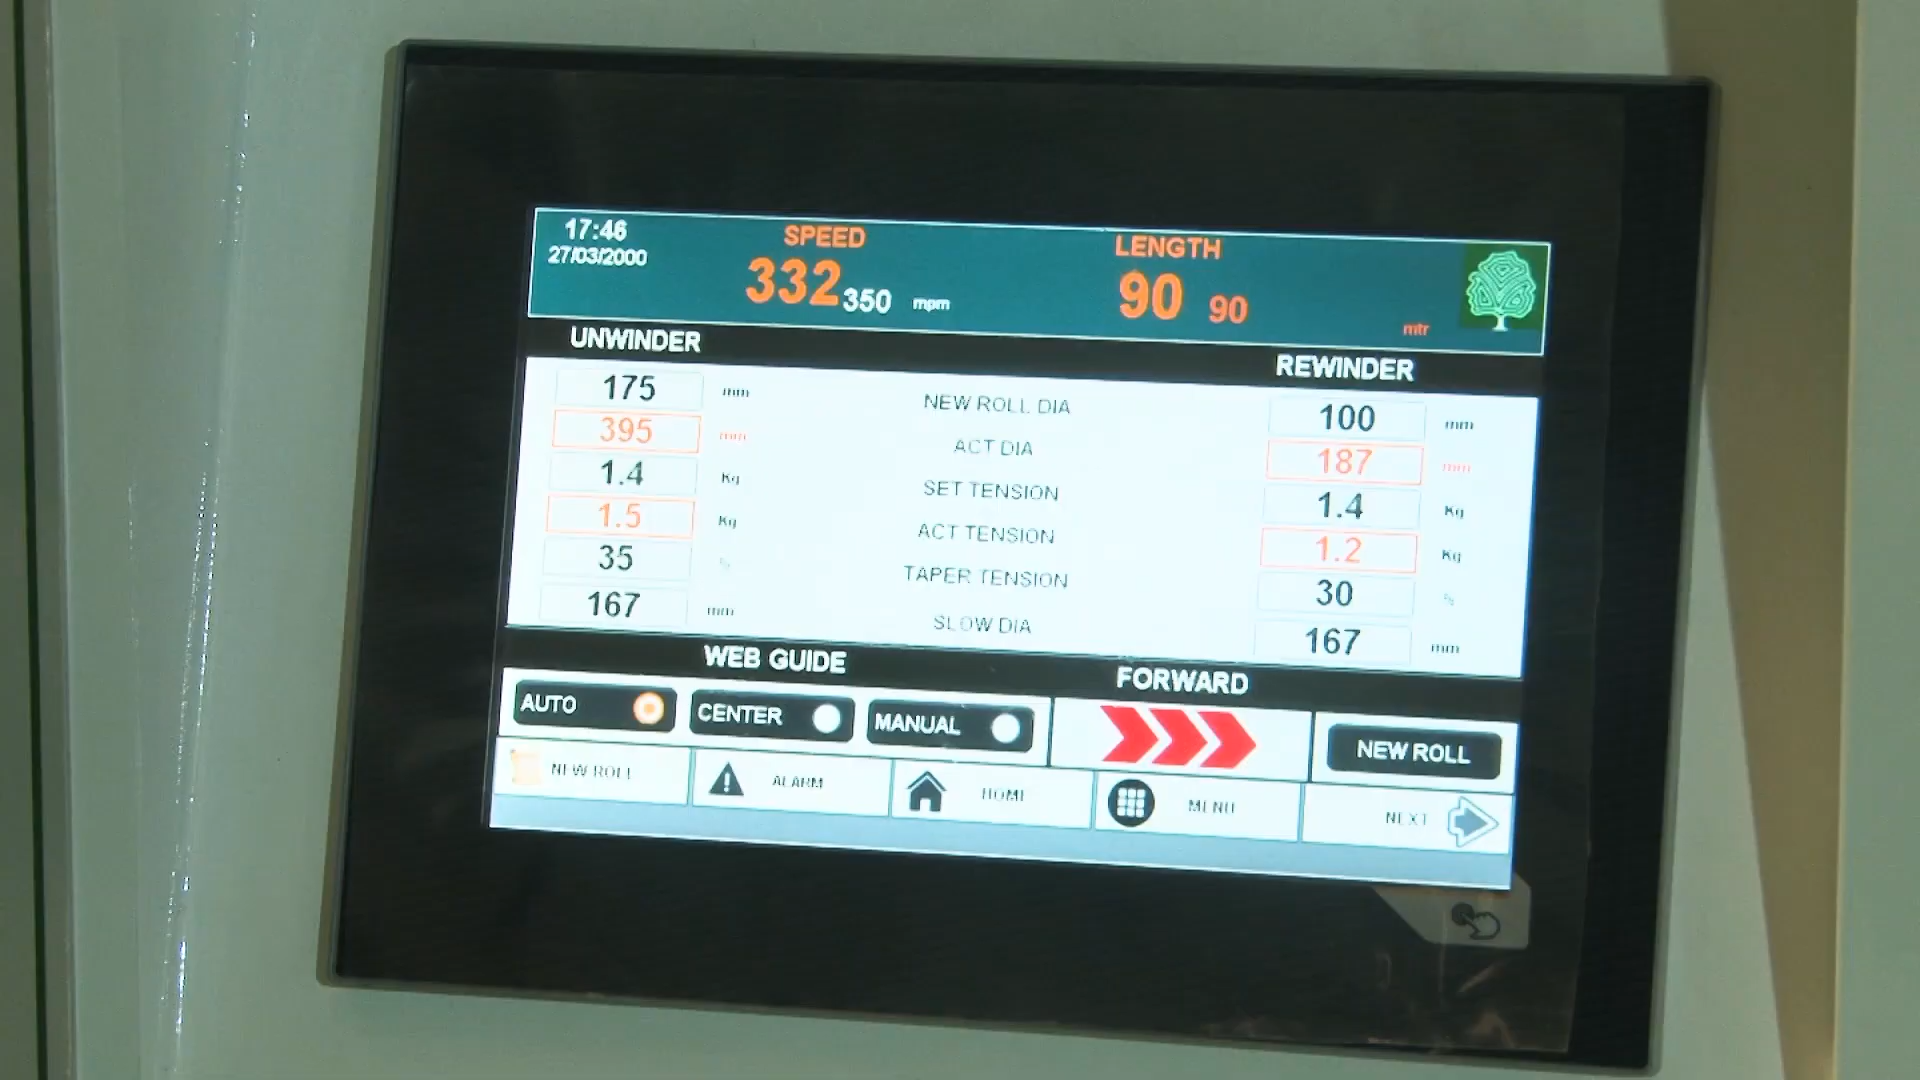 17:46
27/03/2000
SPEED
332 350 mpm
LENGTH
90 90
mtr
UNWINDER
REWINDER
175 mm NEW ROLL DIA 100 mm
395 mm ACT DIA 187 mm
1.4 Kg SET TENSION 1.4 Kg
1.5 Kg ACT TENSION 1.2 Kg
35 % TAPER TENSION 30 %
167 mm SLOW DIA 167 mm
WEB GUIDE
FORWARD
AUTO CENTER MANUAL NEW ROLL
NEW ROLL ALARM HOME MENU NEXT